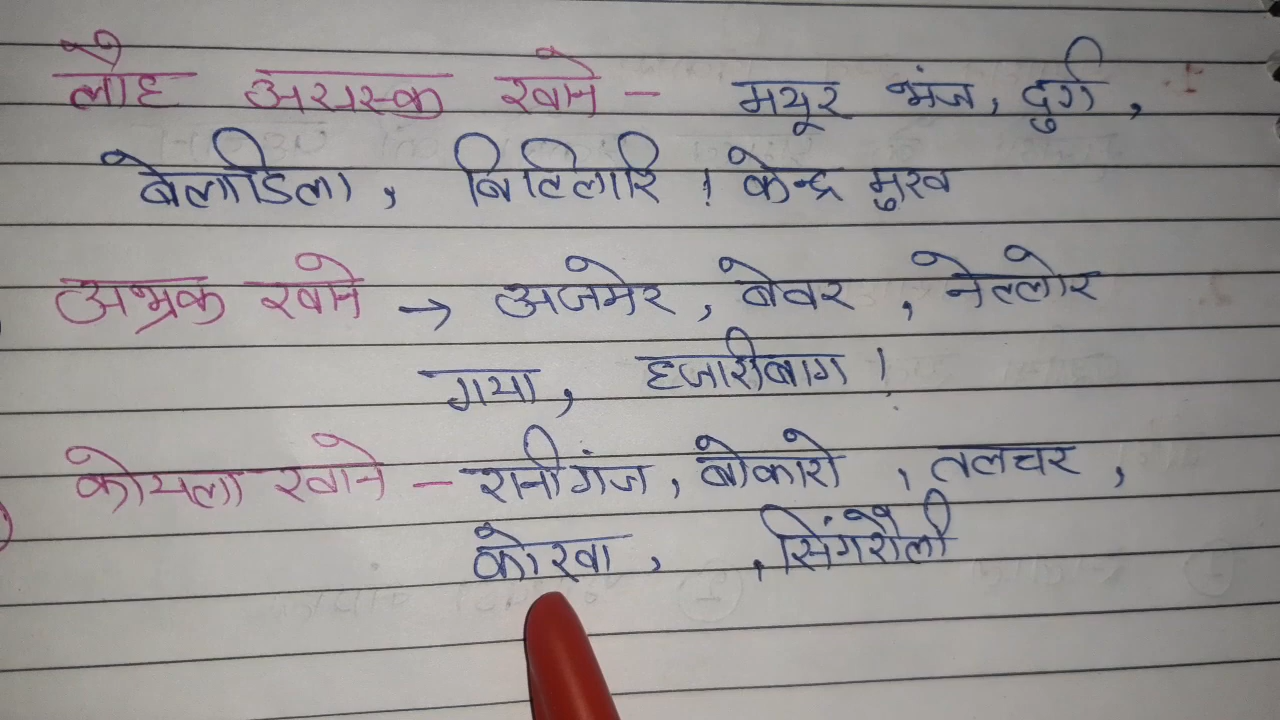 लौह अयस्क खाने – मयूर भंज, दुर्ग,
बेलाडिला, बिलिलारि । केन्द्र मुख
अभ्रक खाने → अजमेर, बेवर, नेल्लोर
गया, हजारीबाग ।
कोयला खाने – रानीगंज, बोकारो, तलचर,
कोरबा, सिंगरौली